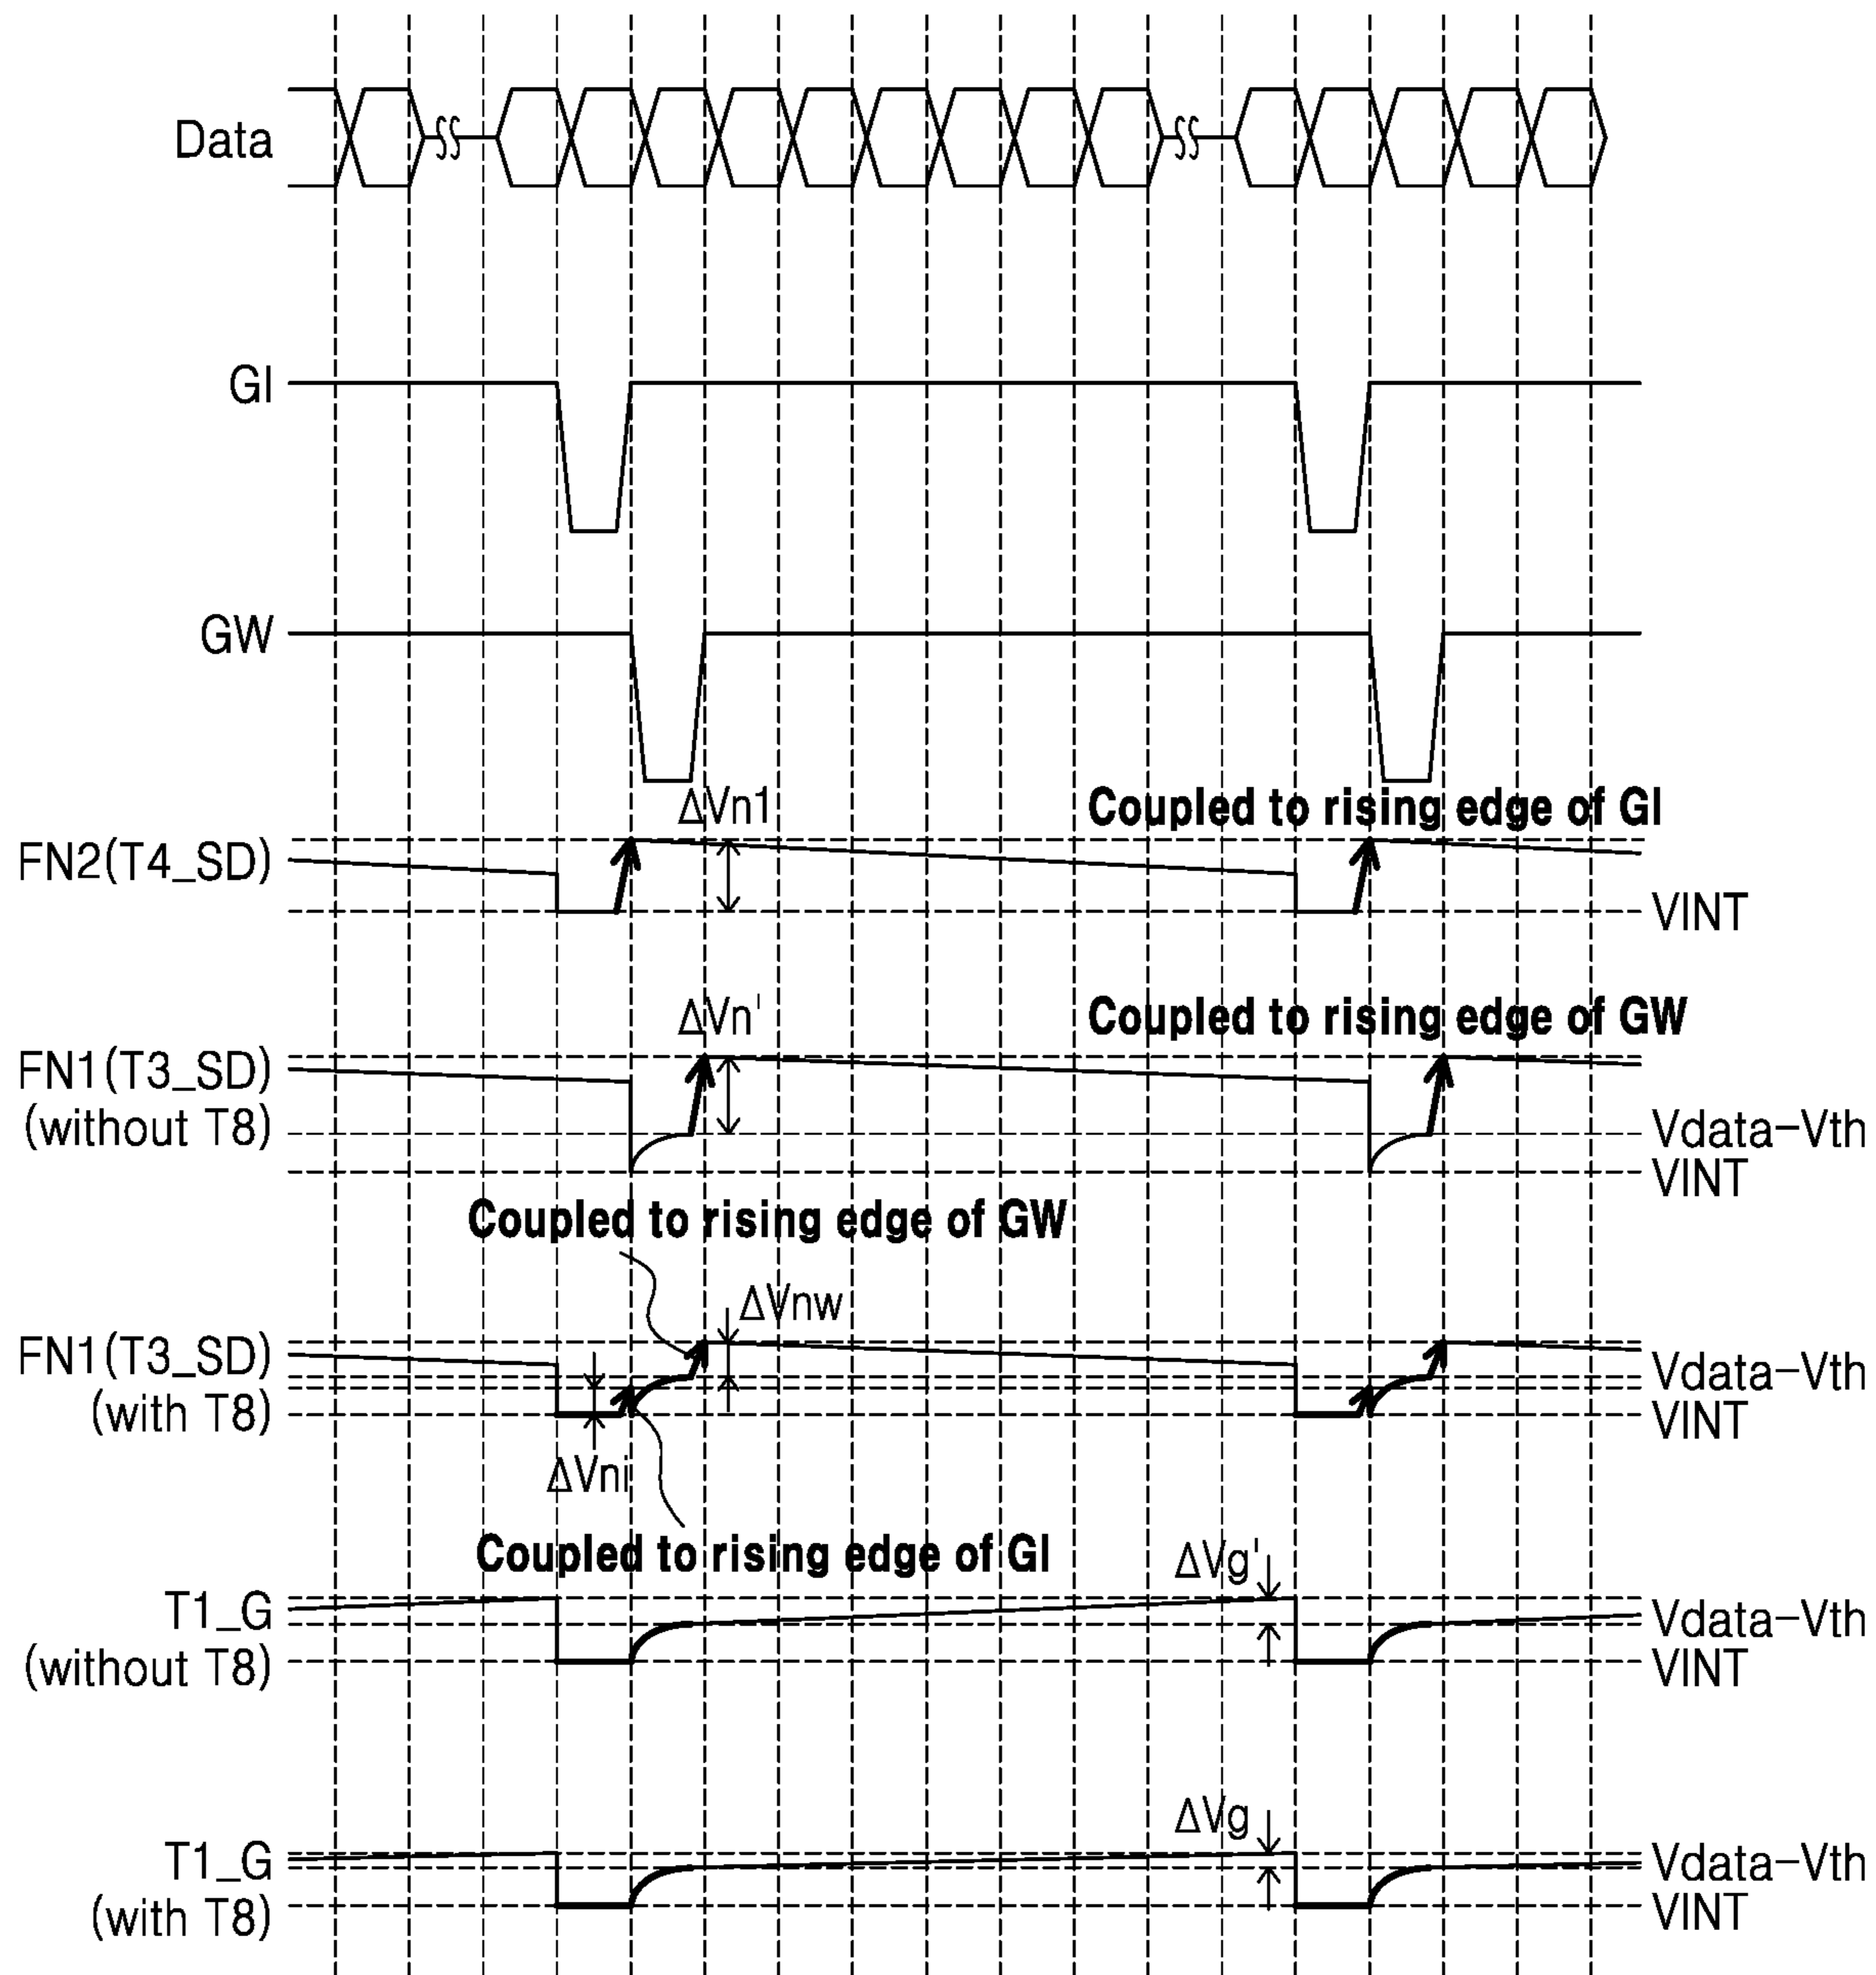 Data
GI
GW
ΔVn1
Coupled to rising edge of GI
FN2(T4_SD)
VINT
ΔVn'
Coupled to rising edge of GW
FN1(T3_SD)
(without T8)
Vdata-Vth
VINT
Coupled to rising edge of GW
ΔVnw
FN1(T3_SD)
(with T8)
Vdata-Vth
VINT
ΔVni
Coupled to rising edge of GI
ΔVg'
T1_G
(without T8)
Vdata-Vth
VINT
ΔVg
T1_G
(with T8)
Vdata-Vth
VINT